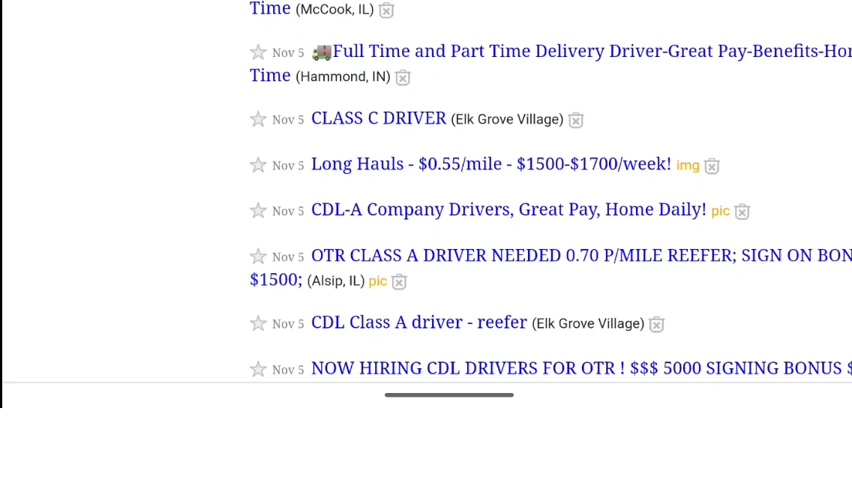 Time (McCook, IL)
Nov 5 Full Time and Part Time Delivery Driver-Great Pay-Benefits-Hom
Time (Hammond, IN)
Nov 5 CLASS C DRIVER (Elk Grove Village)
Nov 5 Long Hauls - $0.55/mile - $1500-$1700/week! img
Nov 5 CDL-A Company Drivers, Great Pay, Home Daily! pic
Nov 5 OTR CLASS A DRIVER NEEDED 0.70 P/MILE REEFER; SIGN ON BON
$1500; (Alsip, IL) pic
Nov 5 CDL Class A driver - reefer (Elk Grove Village)
Nov 5 NOW HIRING CDL DRIVERS FOR OTR ! $$$ 5000 SIGNING BONUS $